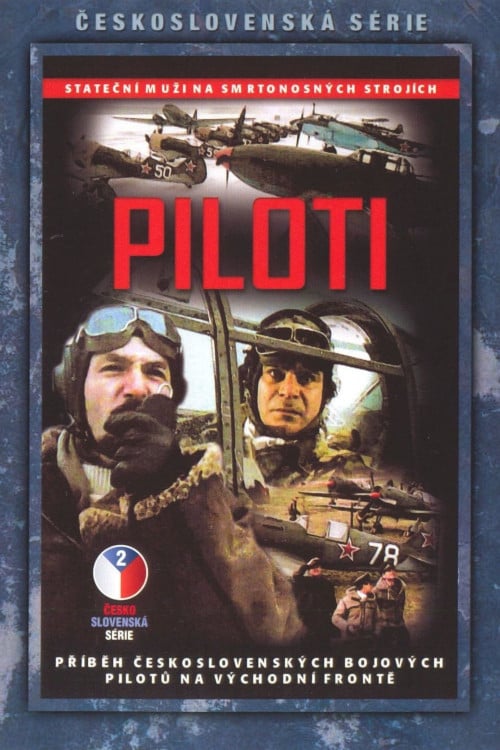 ČESKOSLOVENSKÁ SÉRIE
STATEČNÍ MUŽI NA SMRTONOSNÝCH STROJÍCH
50
PILOTI
78
2
ČESKO
SLOVENSKÁ
SÉRIE
PŘÍBĚH ČESKOSLOVENSKÝCH BOJOVÝCH
PILOTŮ NA VÝCHODNÍ FRONTĚ